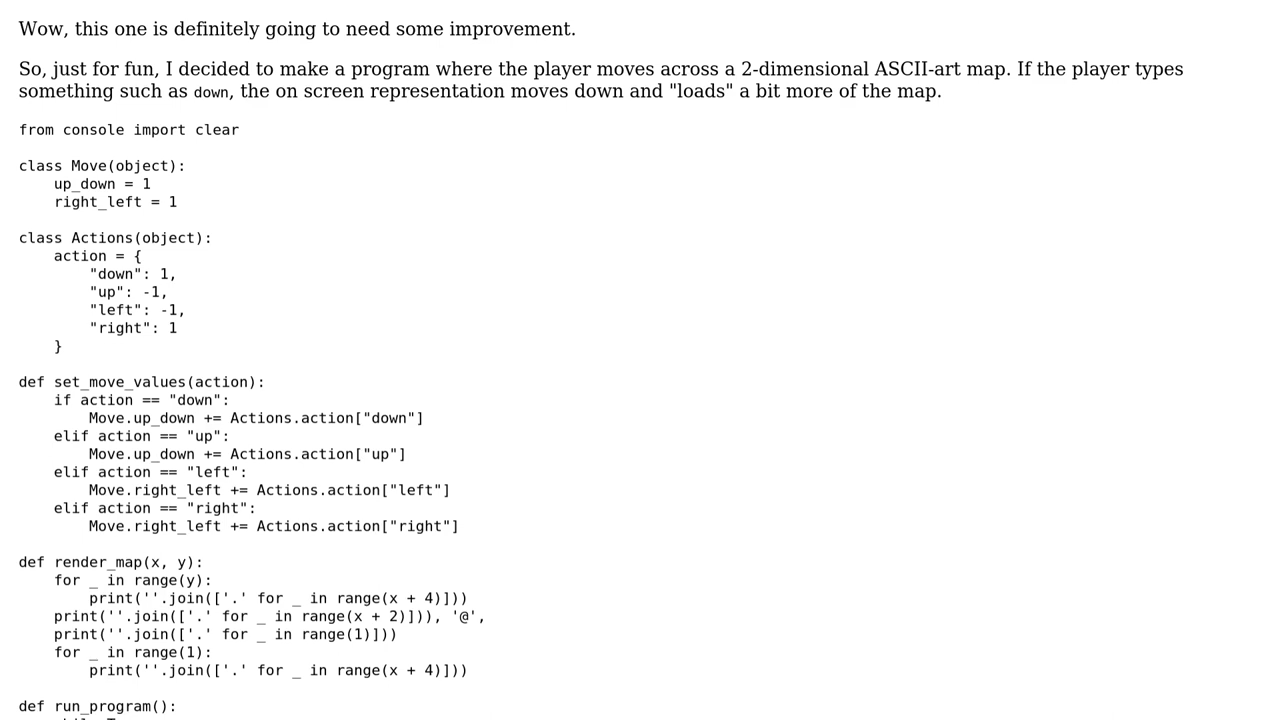 Wow, this one is definitely going to need some improvement.
So, just for fun, I decided to make a program where the player moves across a 2-dimensional ASCII-art map. If the player types
something such as down, the on screen representation moves down and "loads" a bit more of the map.
from console import clear
class Move(object):
    up_down = 1
    right_left = 1
class Actions(object):
    action = {
        "down": 1,
        "up": -1,
        "left": -1,
        "right": 1
    }
def set_move_values(action):
    if action == "down":
        Move.up_down += Actions.action["down"]
    elif action == "up":
        Move.up_down += Actions.action["up"]
    elif action == "left":
        Move.right_left += Actions.action["left"]
    elif action == "right":
        Move.right_left += Actions.action["right"]
def render_map(x, y):
    for _ in range(y):
        print(''.join(['.' for _ in range(x + 4)]))
    print(''.join(['.' for _ in range(x + 2)])), '@',
    print(''.join(['.' for _ in range(1)]))
    for _ in range(1):
        print(''.join(['.' for _ in range(x + 4)]))
def run_program():